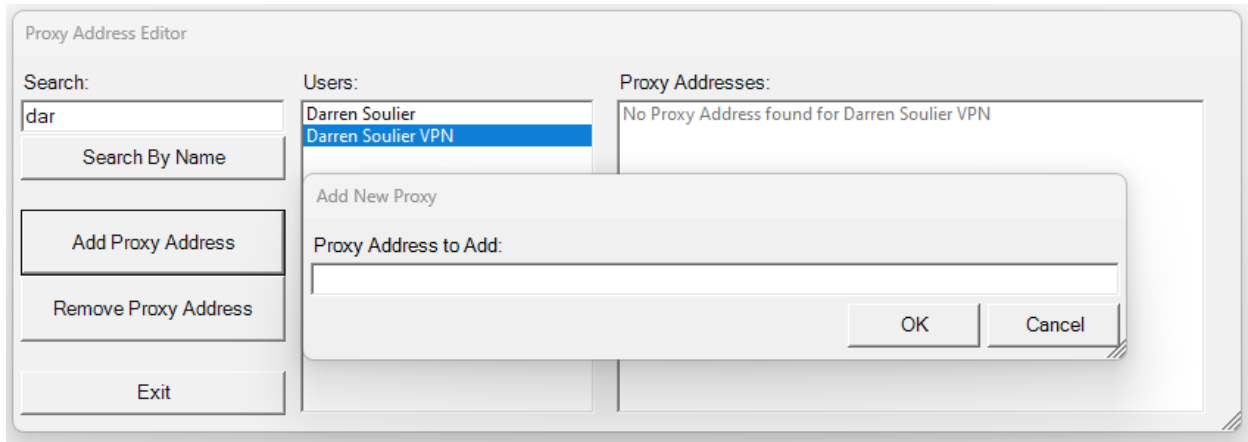 Proxy Address Editor
Search:
Users:
Proxy Addresses:
dar
Darren Soulier
Darren Soulier VPN
No Proxy Address found for Darren Soulier VPN
Search By Name
Add Proxy Address
Remove Proxy Address
Exit
Add New Proxy
Proxy Address to Add:
OK
Cancel